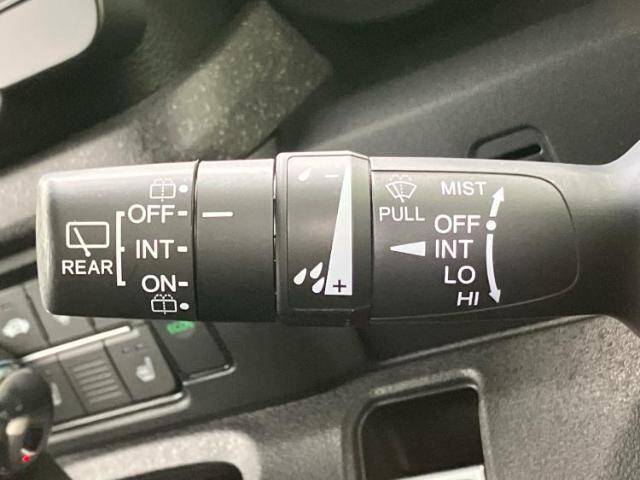 REAR
OFF
INT
ON
- 
+
PULL
MIST
OFF
INT
LO
HI